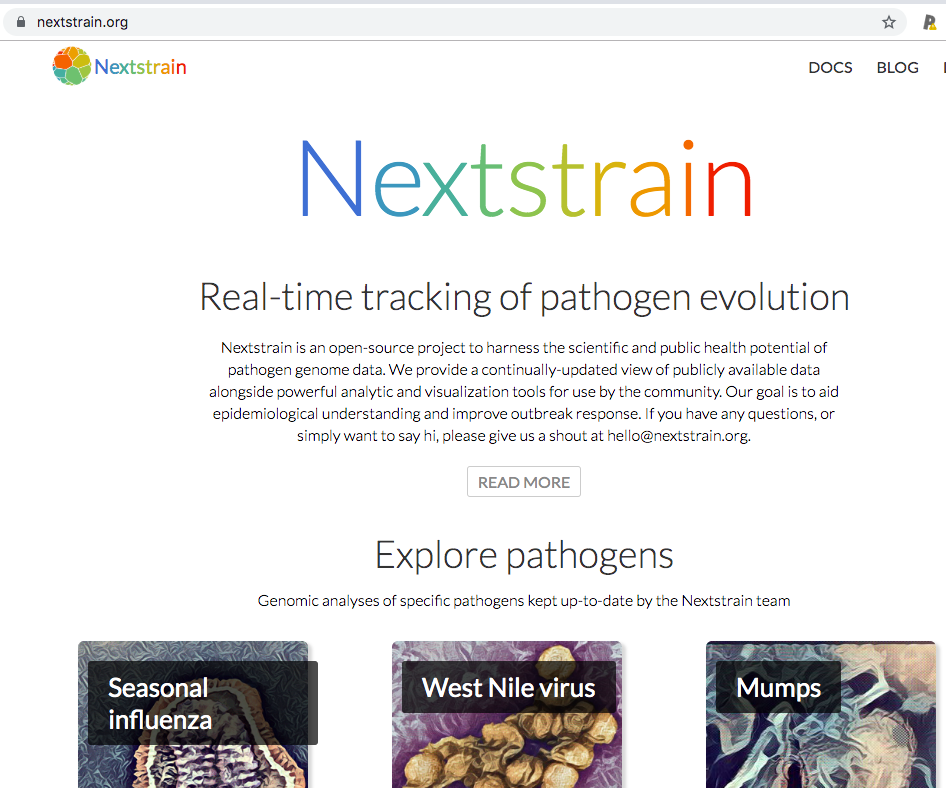 nextstrain.org
Nextstrain
DOCS BLOG
Nextstrain
Real-time tracking of pathogen evolution
Nextstrain is an open-source project to harness the scientific and public health potential of
pathogen genome data. We provide a continually-updated view of publicly available data
alongside powerful analytic and visualization tools for use by the community. Our goal is to aid
epidemiological understanding and improve outbreak response. If you have any questions, or
simply want to say hi, please give us a shout at hello@nextstrain.org.
READ MORE
Explore pathogens
Genomic analyses of specific pathogens kept up-to-date by the Nextstrain team
Seasonal
influenza
West Nile virus
Mumps